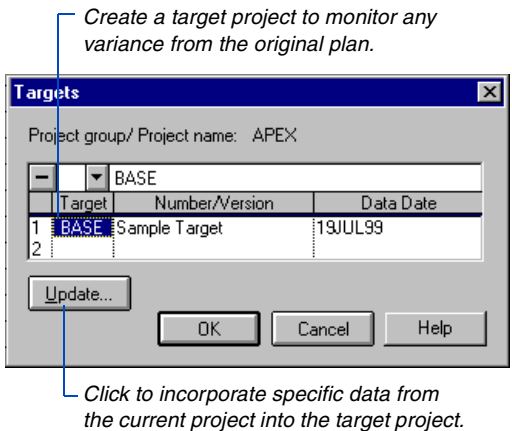 Create a target project to monitor any
variance from the original plan.
Targets
Project group/ Project name: APEX
BASE
Target Number/Version Data Date
1 BASE Sample Target 19JUL99
2
Update...
OK Cancel Help
Click to incorporate specific data from
the current project into the target project.